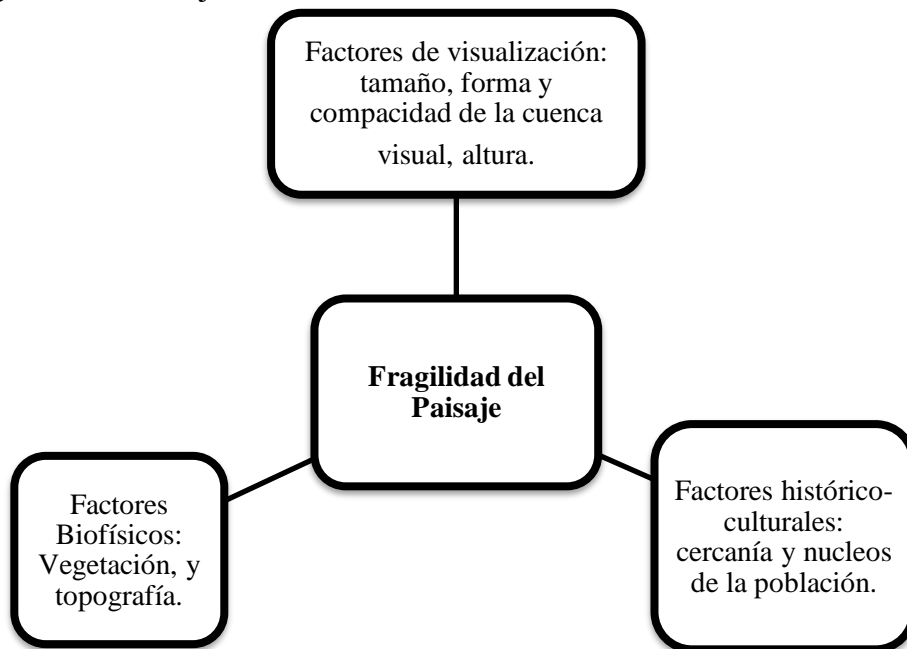 Factores de visualización:
tamaño, forma y
compacidad de la cuenca
visual, altura.
Fragilidad del
Paisaje
Factores
Biofísicos:
Vegetación, y
topografía.
Factores histórico-
culturales:
cercanía y nucleos
de la población.